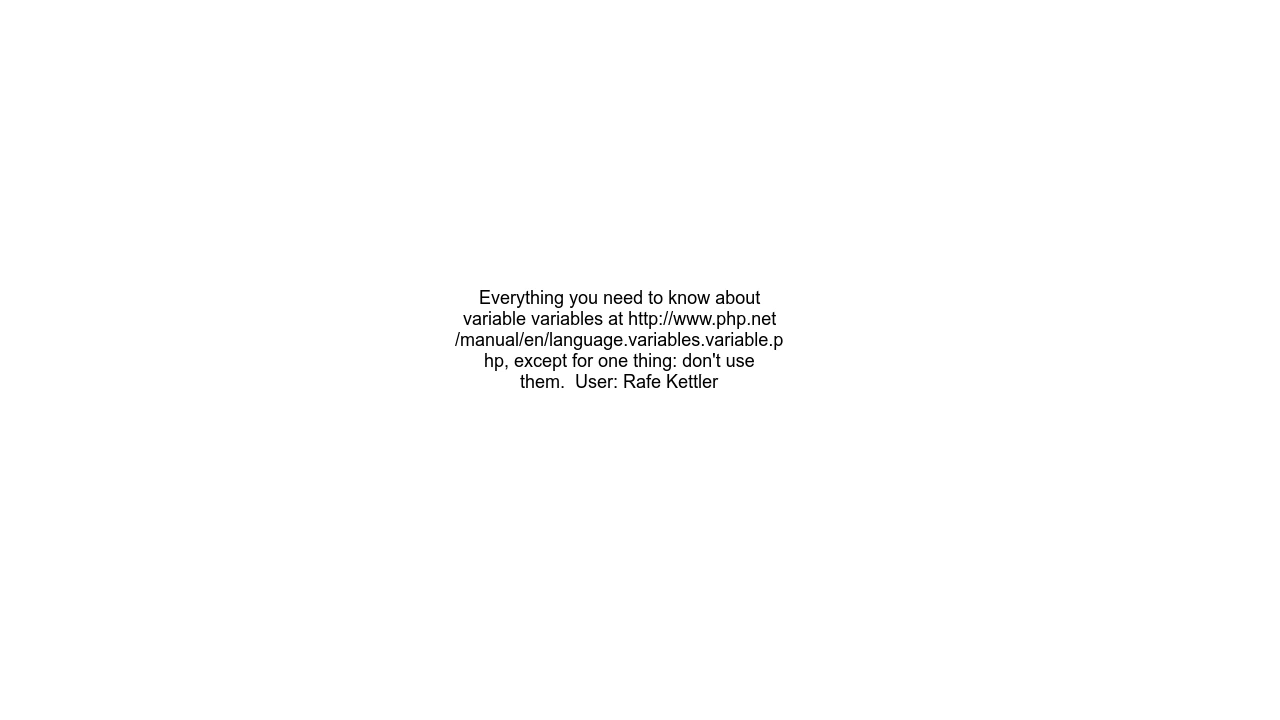 Everything you need to know about
variable variables at http://www.php.net
/manual/en/language.variables.variable.p
hp, except for one thing: don't use
them.  User: Rafe Kettler